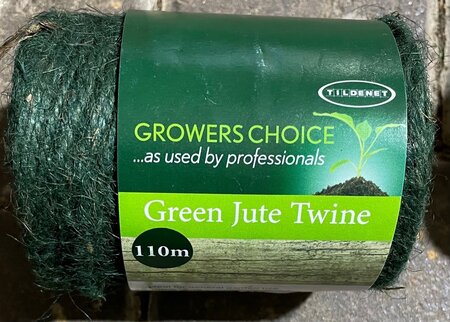 TILDENET
GROWERS CHOICE
...as used by professionals
Green Jute Twine
110m